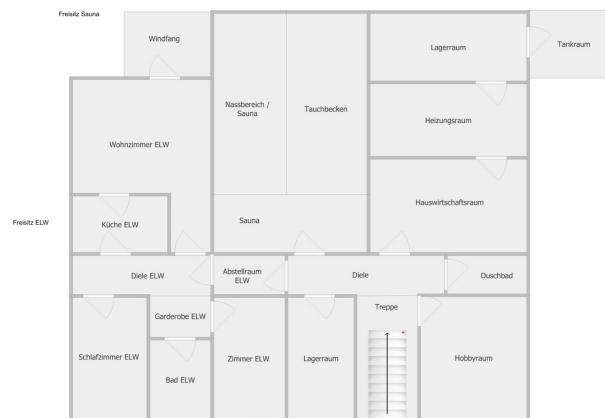 Freisitz Sauna
Windfang
Lagerraum
Tankraum
Nassbereich /
Sauna
Tauchbecken
Heizungsraum
Wohnzimmer ELW
Hauswirtschaftsraum
Freisitz ELW
Küche ELW
Sauna
Diele ELW
Abstellraum
ELW
Diele
Duschbad
Garderobe ELW
Treppe
Schlafzimmer ELW
Zimmer ELW
Lagerraum
Hobbyraum
Bad ELW